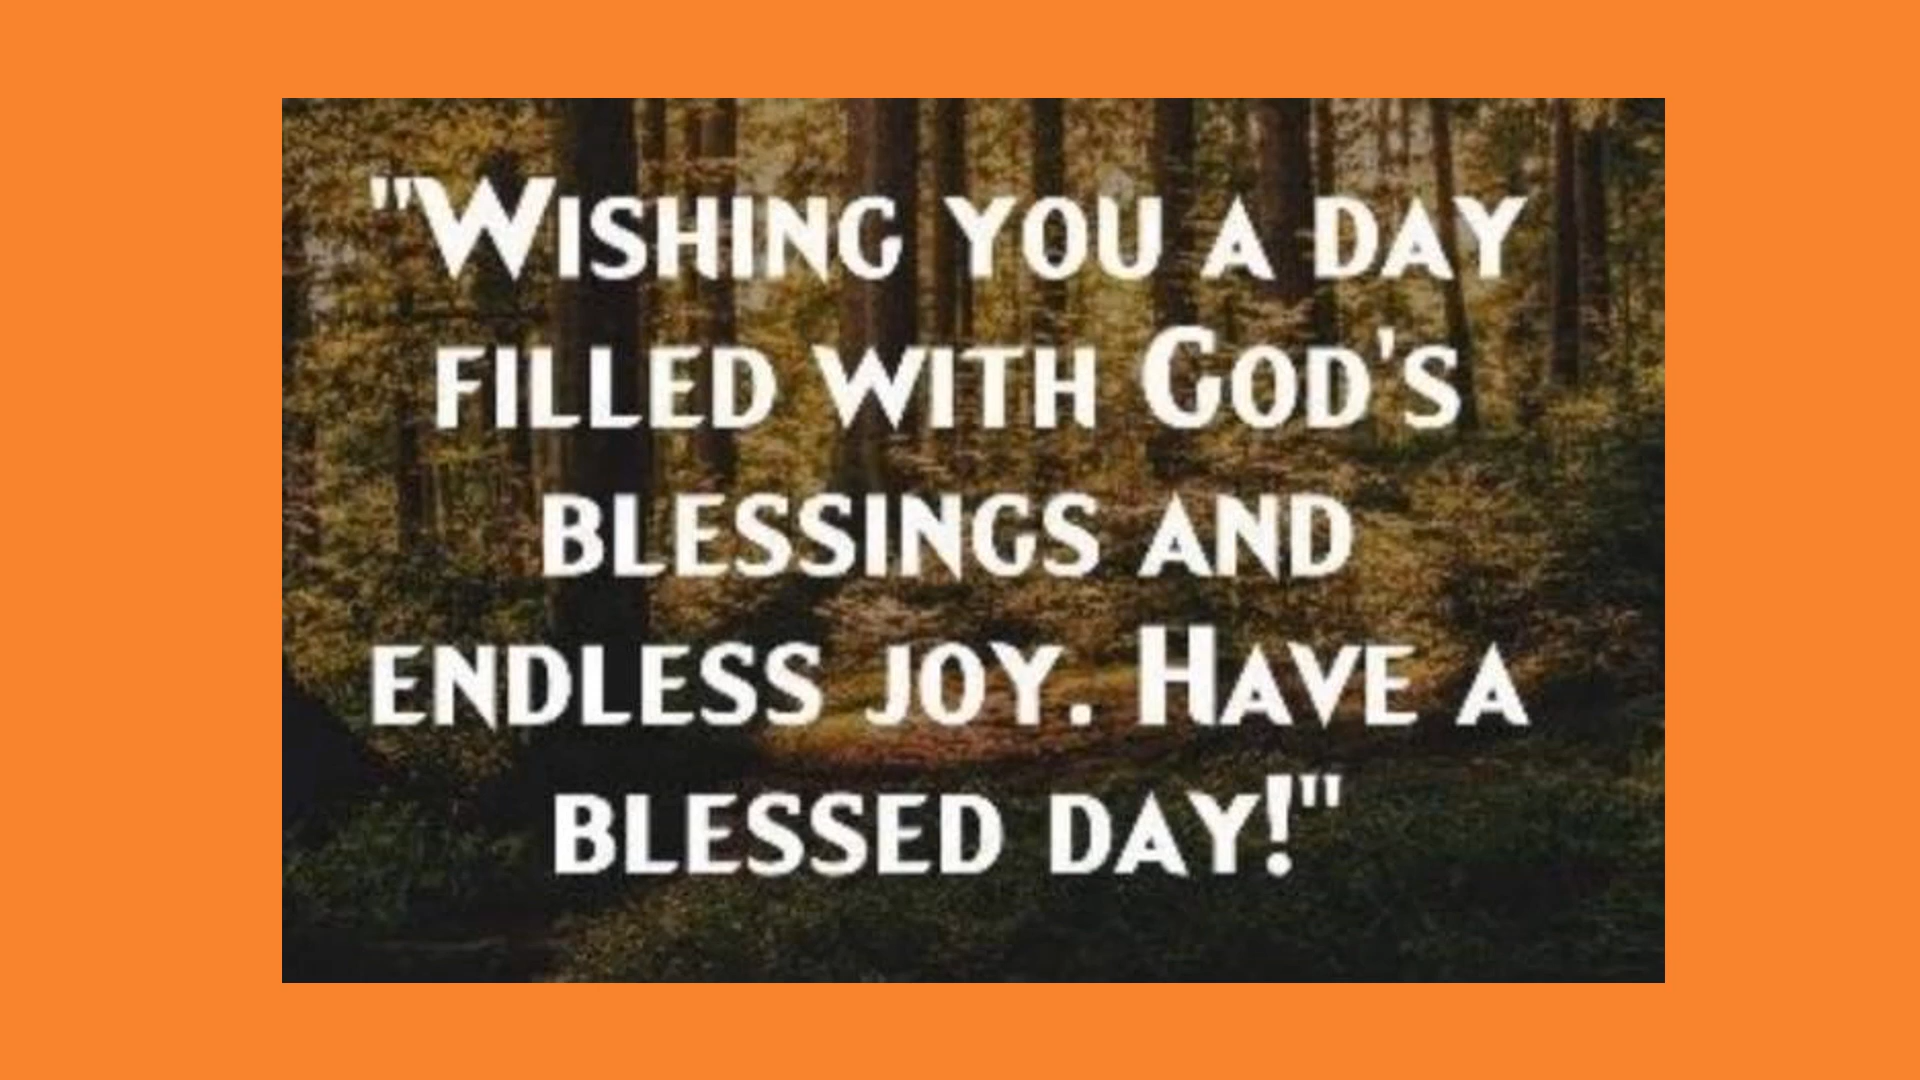 "Wishing you a day
filled with God's
blessings and
endless joy. Have a
blessed day!"